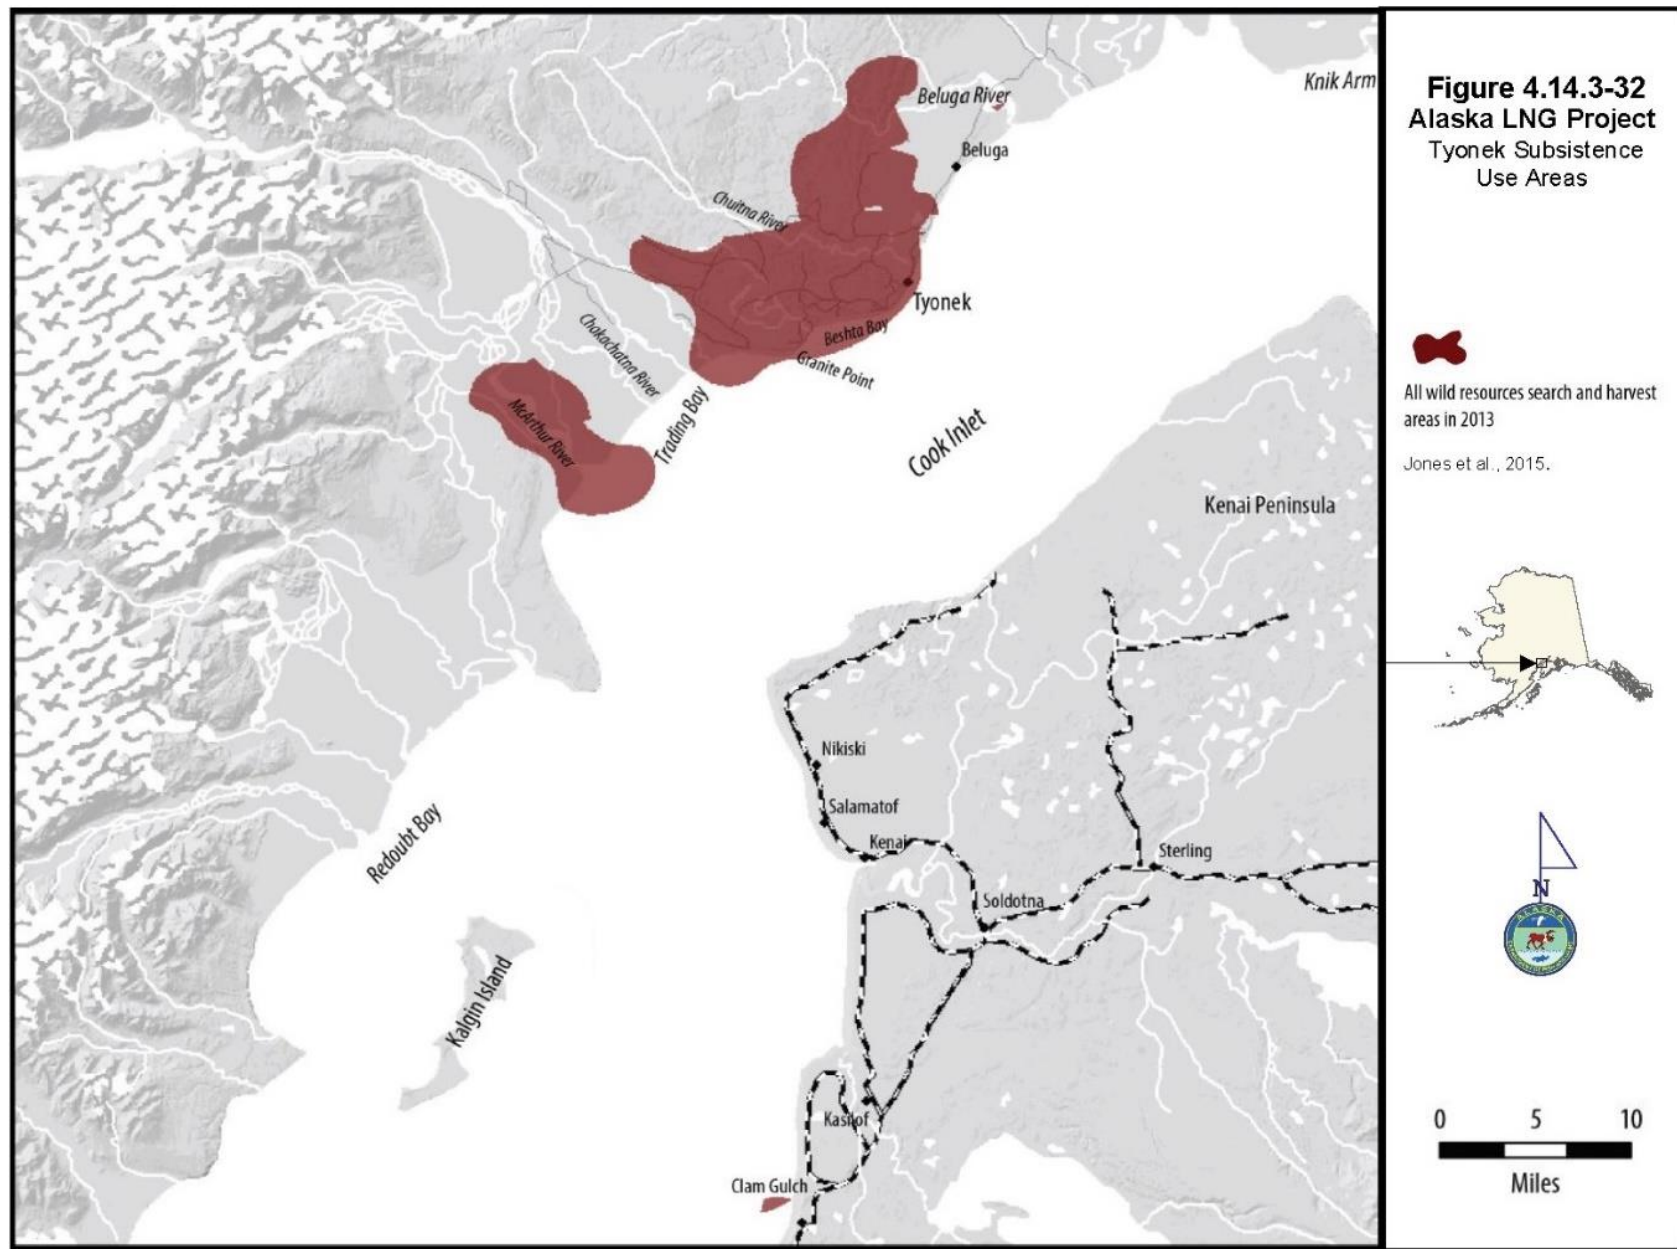 Knik Arm
Beluga River
Beluga
Chuitna River
Tyonek
Beshta Bay
Granite Point
Chakachatna River
McArthur River
Trading Bay
Cook Inlet
Kenai Peninsula
Nikiski
Salamatof
Kenai
Sterling
Soldotna
Redoubt Bay
Kalgin Island
Kasilof
Clam Gulch
Figure 4.14.3-32
Alaska LNG Project
Tyonek Subsistence
Use Areas
All wild resources search and harvest
areas in 2013
Jones et al., 2015.
N
ALASKA
0 5 10
Miles